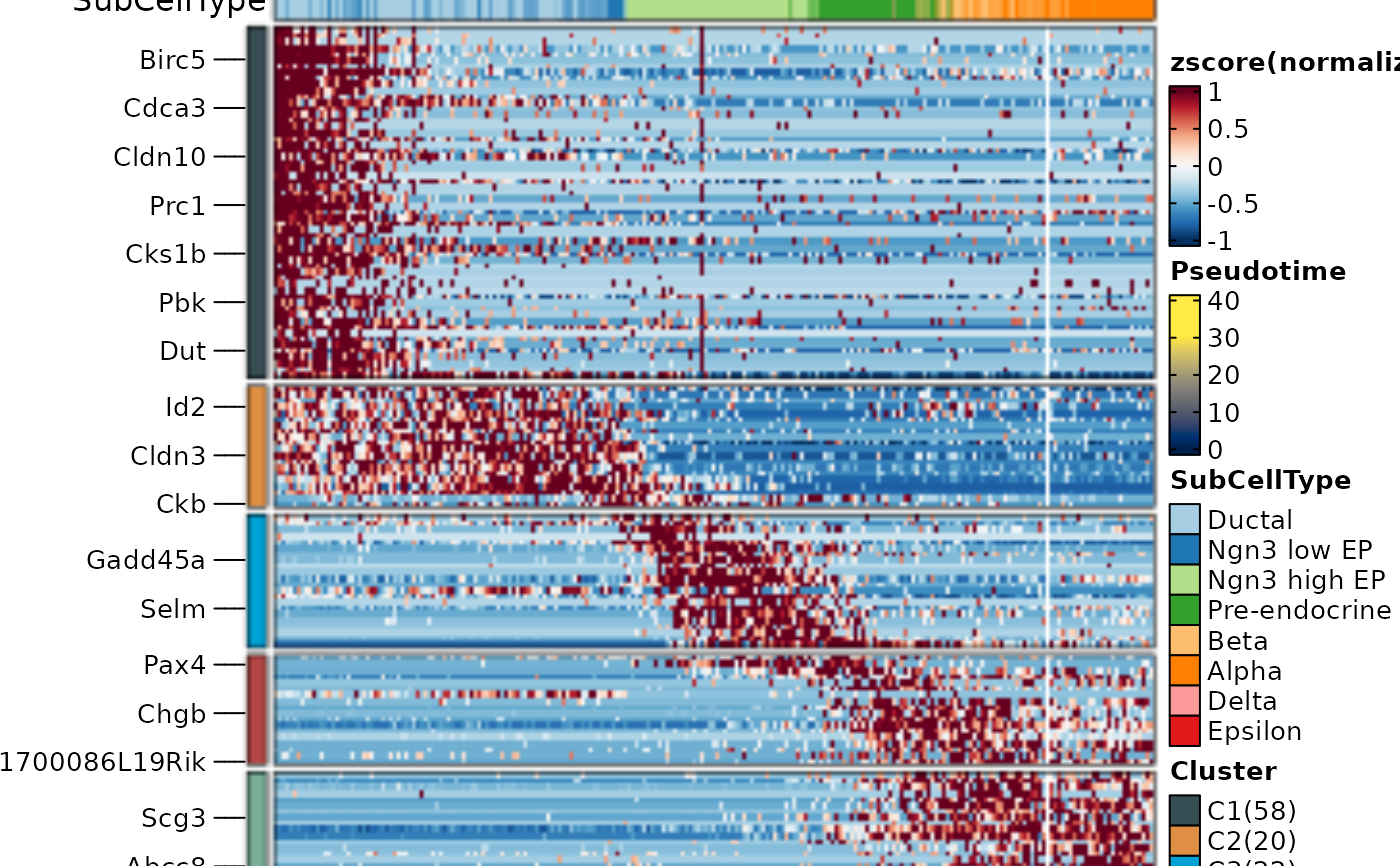 SubCellType
Birc5
Cdca3
Cldn10
Prc1
Cks1b
Pbk
Dut
Id2
Cldn3
Ckb
Gadd45a
Selm
Pax4
Chgb
1700086L19Rik
Scg3
Abcc8
zscore(normaliz
1
0.5
0
-0.5
-1
Pseudotime
40
30
20
10
0
SubCellType
Ductal
Ngn3 low EP
Ngn3 high EP
Pre-endocrine
Beta
Alpha
Delta
Epsilon
Cluster
C1(58)
C2(20)